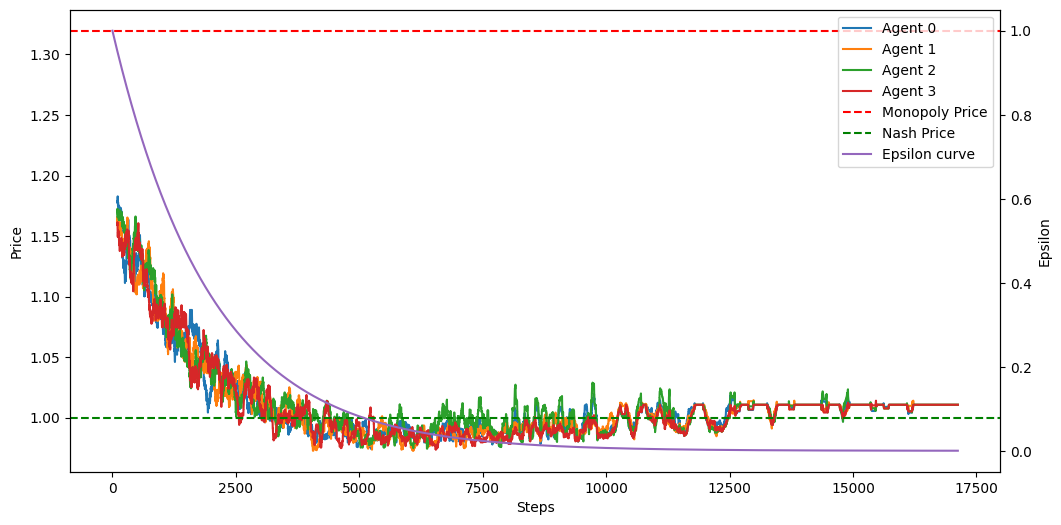 Agent 0
Agent 1
Agent 2
Agent 3
Monopoly Price
Nash Price
Epsilon curve
1.30
1.25
1.20
1.15
1.10
1.05
1.00
Price
1.0
0.8
0.6
0.4
0.2
0.0
Epsilon
0
2500
5000
7500
10000
12500
15000
17500
Steps